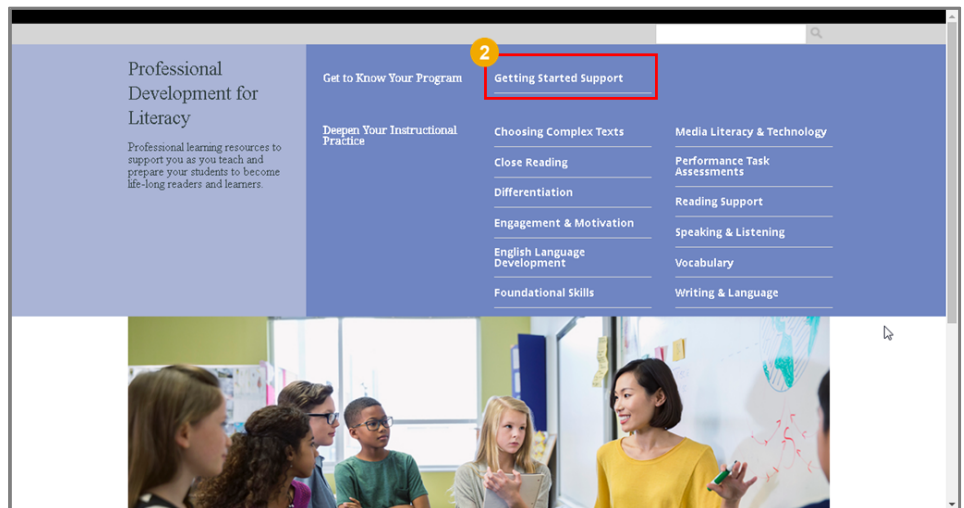 2
Professional
Development for
Literacy
Professional learning resources to
support you as you teach and
prepare your students to become
life-long readers and learners.
Get to Know Your Program
Getting Started Support
Deepen Your Instructional
Practice
Choosing Complex Texts
Close Reading
Differentiation
Engagement & Motivation
English Language
Development
Foundational Skills
Media Literacy & Technology
Performance Task
Assessments
Reading Support
Speaking & Listening
Vocabulary
Writing & Language